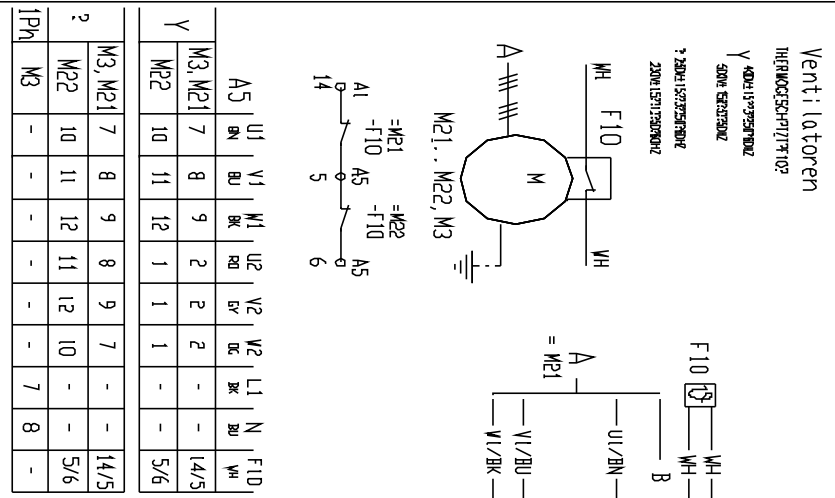 Ventilatoren
F10
WH
WH
B
U1/BN
V1/BU
V1/BK
A
= M21
WH
F10
WH
A
M
M21.. M22, M3
=M21
-F10
=M22
-F10
A1
14
A5
5
A5
6
A5 U1 V1 W1 U2 V2 W2 L1 N F10
BN BU BK RD GY OG BK BU WH
Y M3, M21 7 8 9 2 2 2 - - 14/5
M22 10 11 12 1 1 1 - - 5/6
? M3, M21 7 8 9 8 9 7 - - 14/5
M22 10 11 12 11 12 10 - - 5/6
1Ph M3 - - - - - - 7 8 -